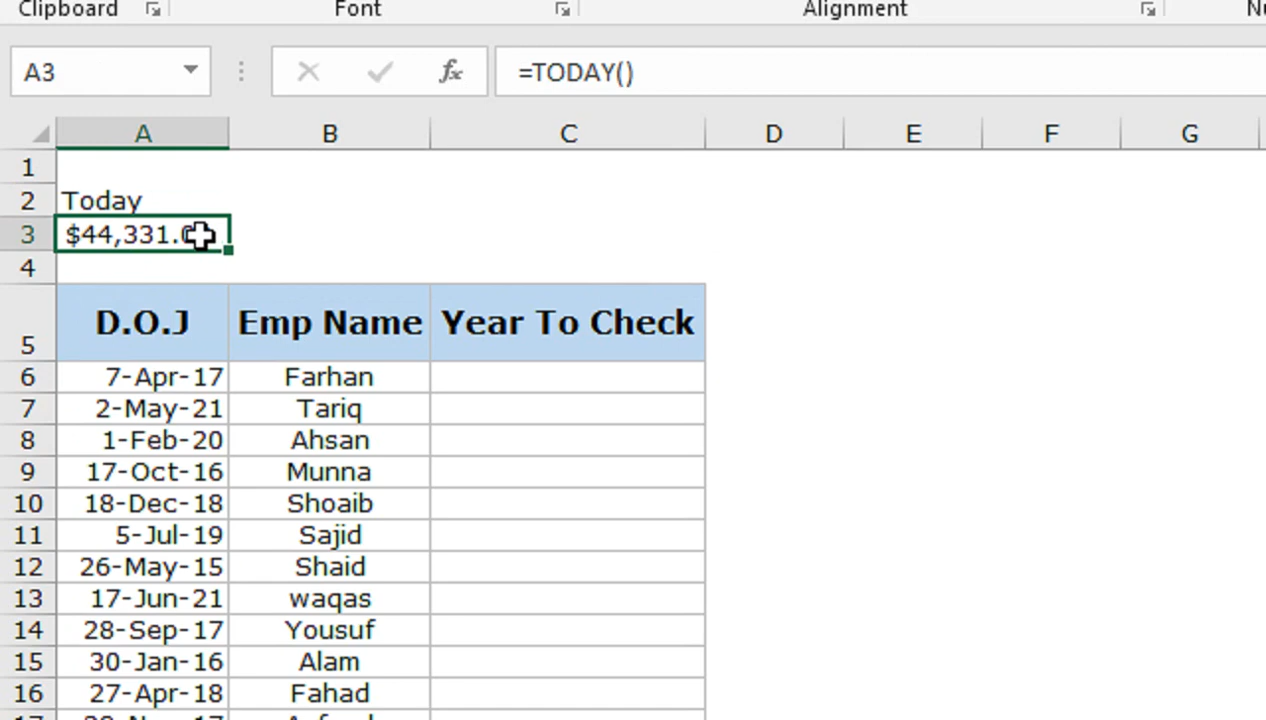 Clipboard Font Alignment
A3 fx =TODAY()
A B C D E F G
1
2 Today
3 $44,331.
4
5 D.O.J Emp Name Year To Check
6 7-Apr-17 Farhan
7 2-May-21 Tariq
8 1-Feb-20 Ahsan
9 17-Oct-16 Munna
10 18-Dec-18 Shoaib
11 5-Jul-19 Sajid
12 26-May-15 Shaid
13 17-Jun-21 waqas
14 28-Sep-17 Yousuf
15 30-Jan-16 Alam
16 27-Apr-18 Fahad